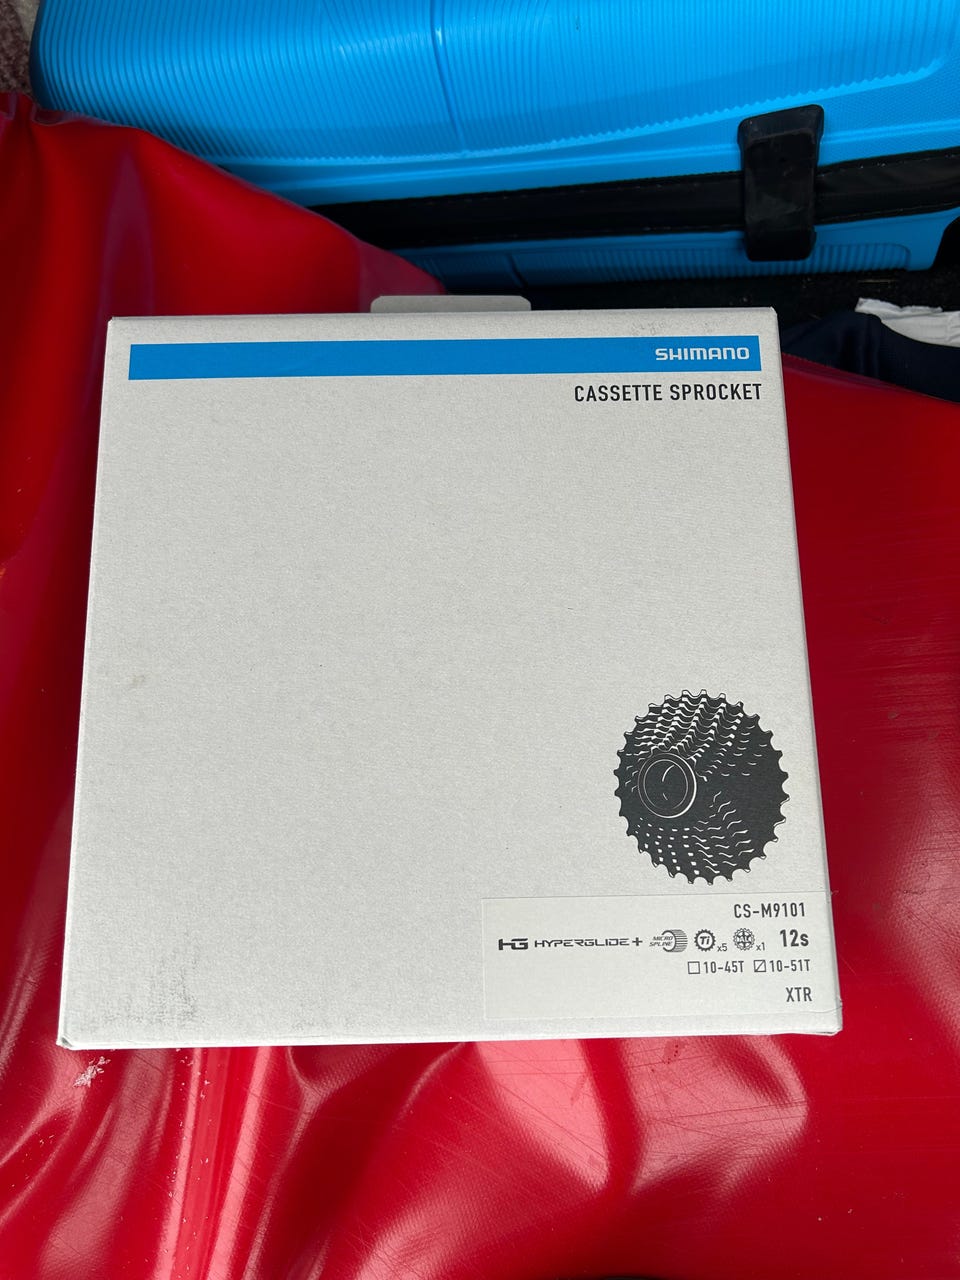 SHIMANO
CASSETTE SPROCKET
CS-M9101
HG HYPERGLIDE+ MICRO SPLINE Ti x5 x1 12s
10-45T 10-51T
XTR